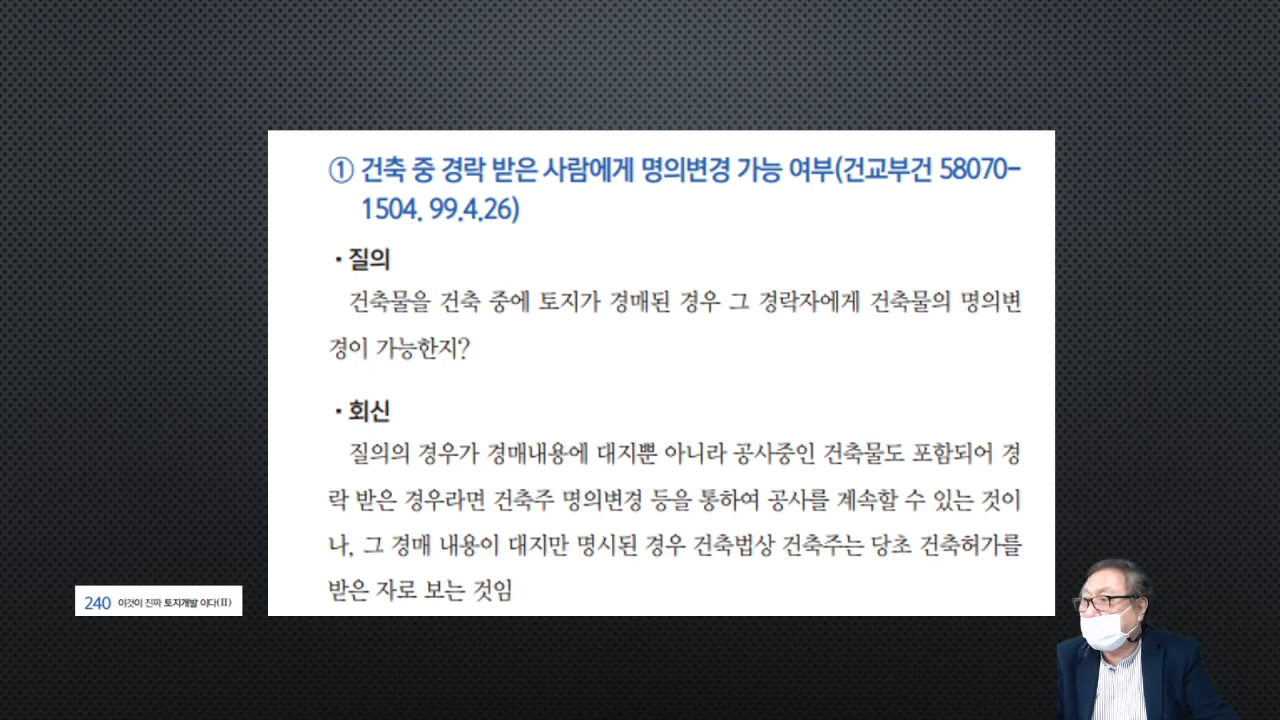 ① 건축 중 경락 받은 사람에게 명의변경 가능 여부(건교부건 58070-
1504, 99.4.26)
・질의
건축물을 건축 중에 토지가 경매된 경우 그 경락자에게 건축물의 명의변
경이 가능한지?
・회신
질의의 경우가 경매내용에 대지뿐 아니라 공사중인 건축물도 포함되어 경
락 받은 경우라면 건축주 명의변경 등을 통하여 공사를 계속할 수 있는 것이
나, 그 경매 내용이 대지만 명시된 경우 건축법상 건축주는 당초 건축허가를
받은 자로 보는 것임
240 이것이 진짜 토지개발 이다(II)